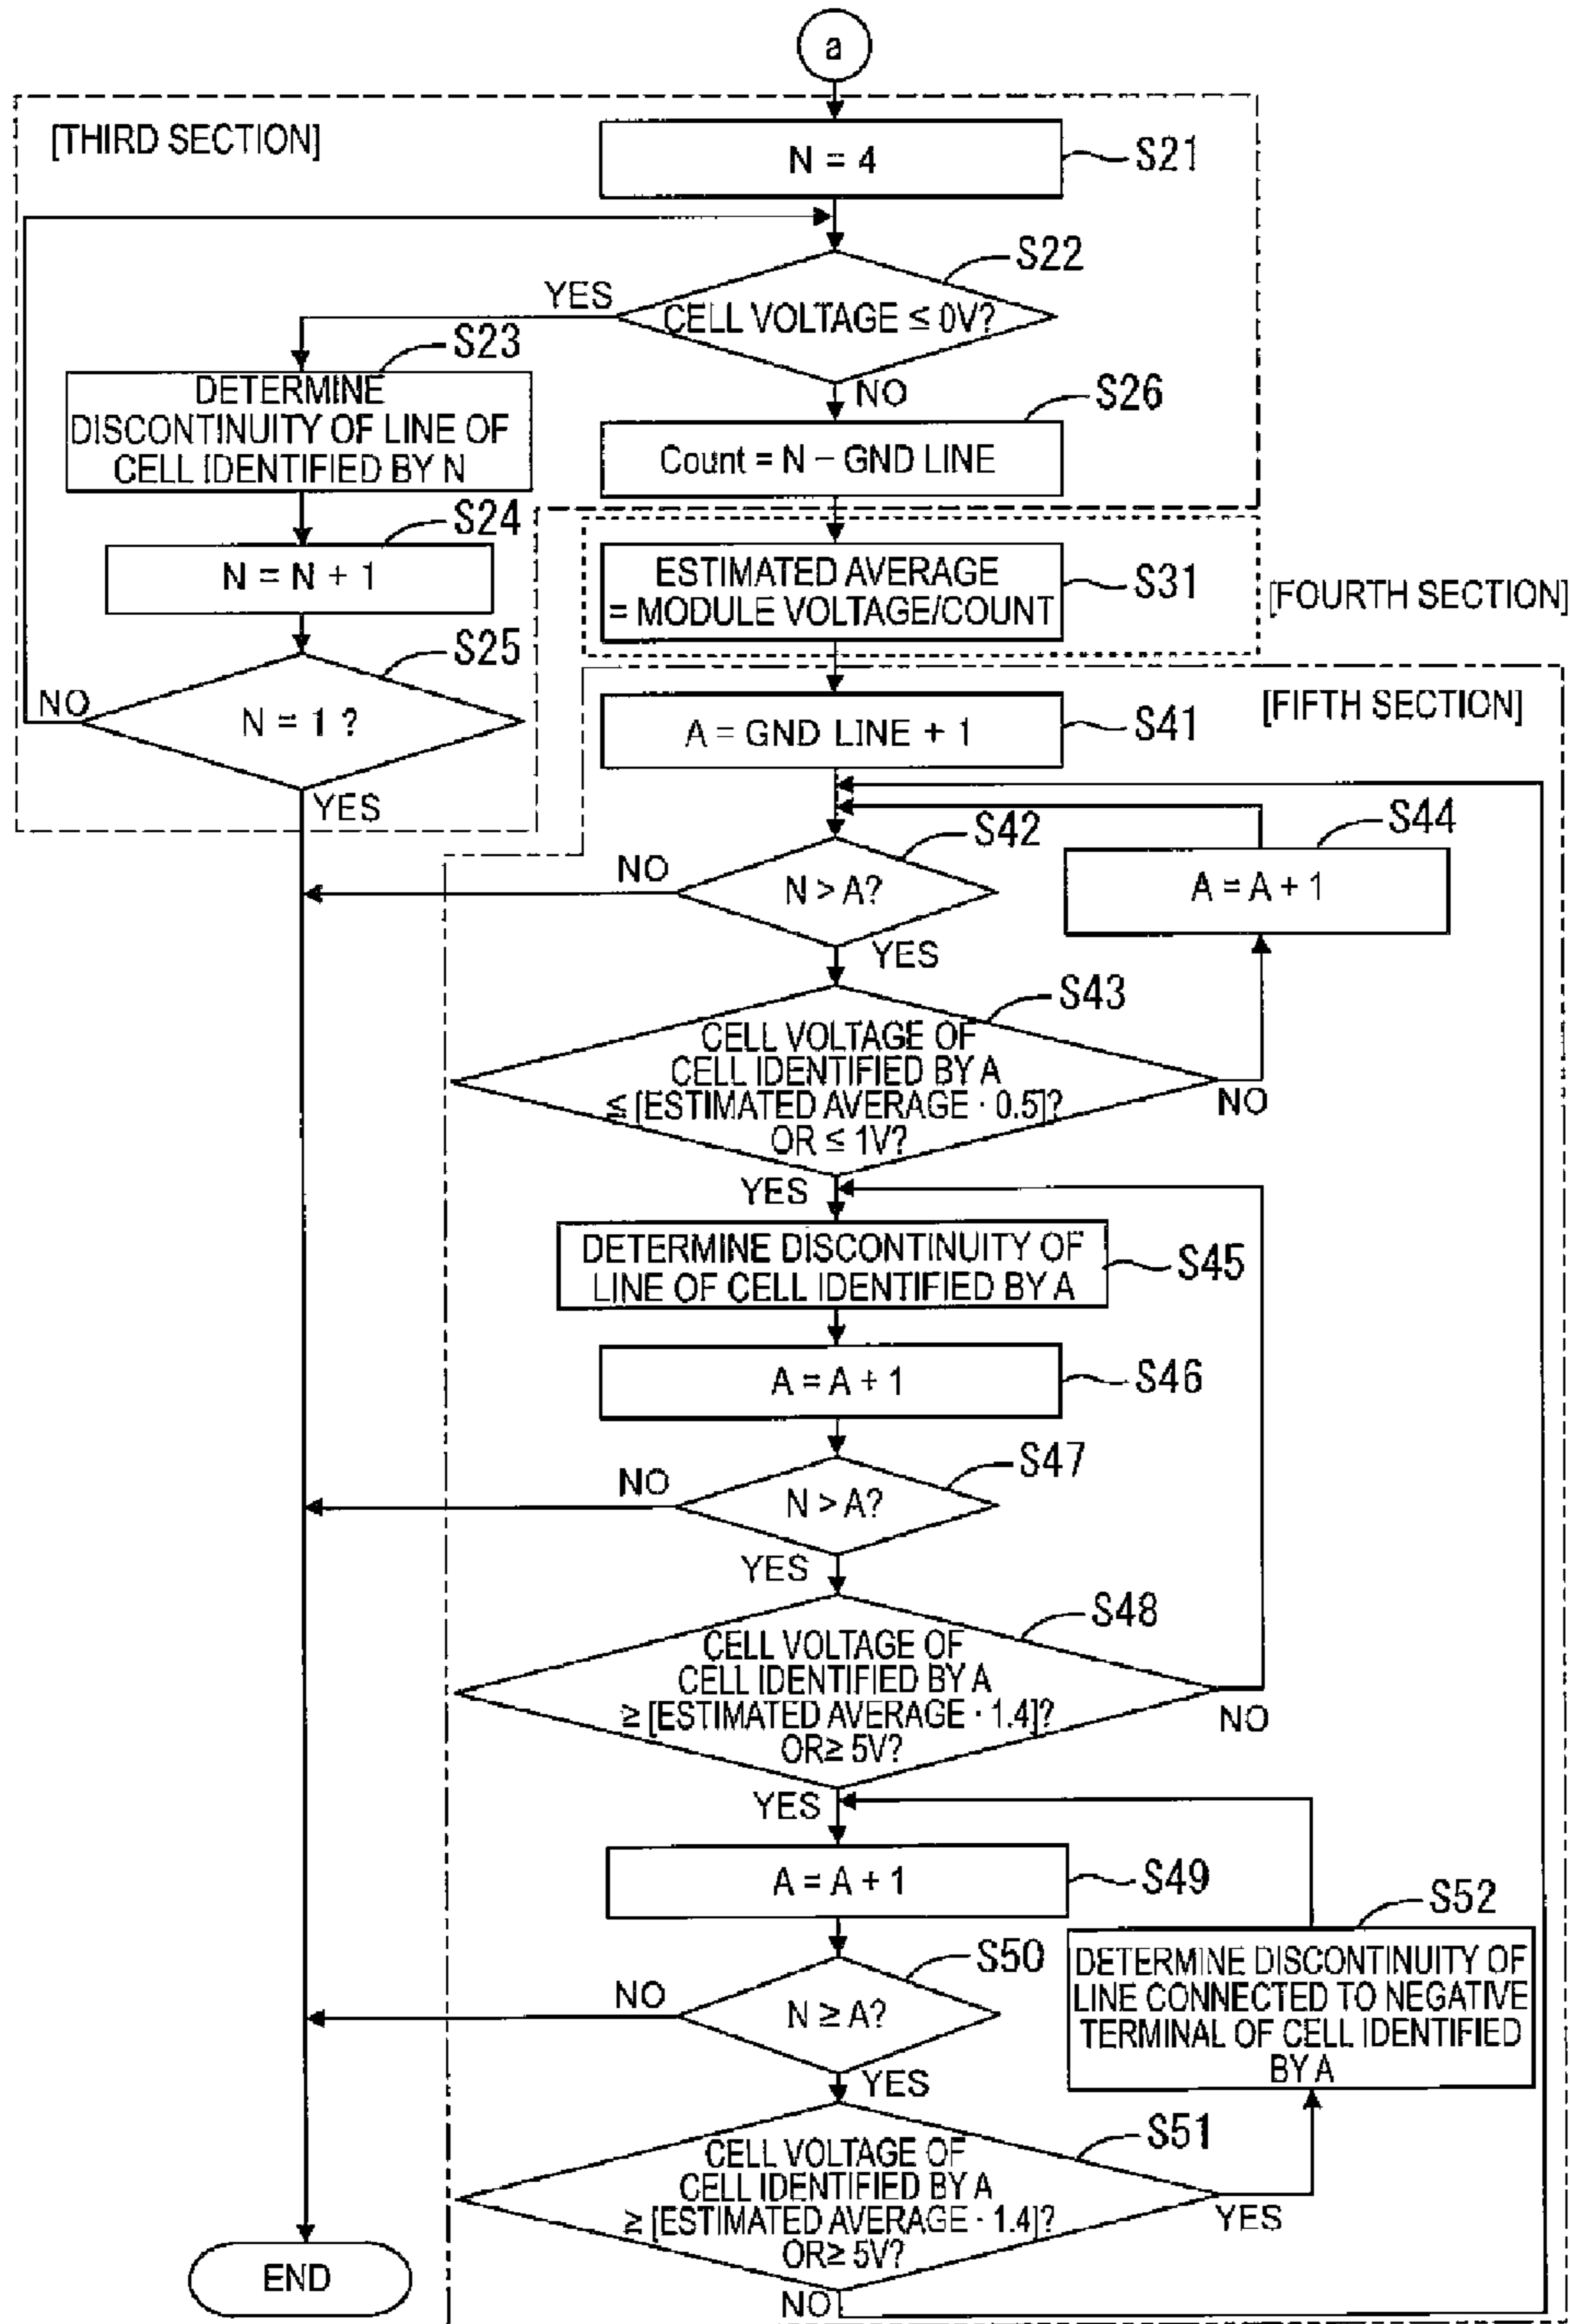 a
[THIRD SECTION]
N = 4
S21
S22
YES
CELL VOLTAGE ≤ 0V?
NO
S23
DETERMINE
DISCONTINUITY OF LINE OF
CELL IDENTIFIED BY N
S26
Count = N – GND LINE
S24
N = N + 1
ESTIMATED AVERAGE
= MODULE VOLTAGE/COUNT
S31
[FOURTH SECTION]
S25
NO
N = 1 ?
YES
[FIFTH SECTION]
A = GND LINE + 1
S41
S42
NO
N > A?
YES
S44
A = A + 1
S43
CELL VOLTAGE OF
CELL IDENTIFIED BY A
≤ [ESTIMATED AVERAGE · 0.5]?
OR ≤ 1V?
NO
YES
DETERMINE DISCONTINUITY OF
LINE OF CELL IDENTIFIED BY A
S45
A = A + 1
S46
S47
NO
N > A?
YES
S48
CELL VOLTAGE OF
CELL IDENTIFIED BY A
≥ [ESTIMATED AVERAGE · 1.4]?
OR≥ 5V?
NO
YES
A = A + 1
S49
S52
DETERMINE DISCONTINUITY OF
LINE CONNECTED TO NEGATIVE
TERMINAL OF CELL IDENTIFIED
BY A
S50
NO
N ≥ A?
YES
S51
CELL VOLTAGE OF
CELL IDENTIFIED BY A
≥ [ESTIMATED AVERAGE · 1.4]?
OR≥ 5V?
YES
NO
END